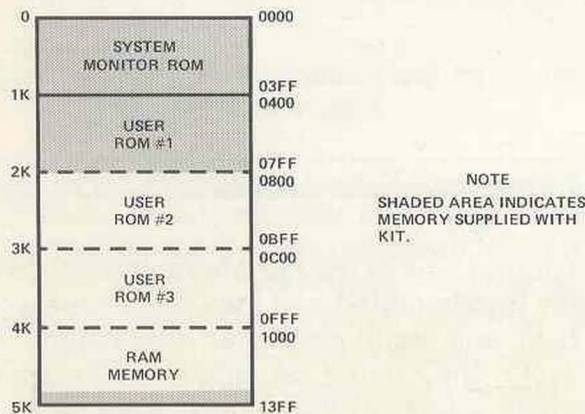 0 0000
SYSTEM
MONITOR ROM
03FF
1K 0400
USER
ROM #1
07FF
2K 0800
USER
ROM #2
0BFF
3K 0C00
USER
ROM #3
0FFF
4K 1000
RAM
MEMORY
5K 13FF
NOTE
SHADED AREA INDICATES
MEMORY SUPPLIED WITH
KIT.